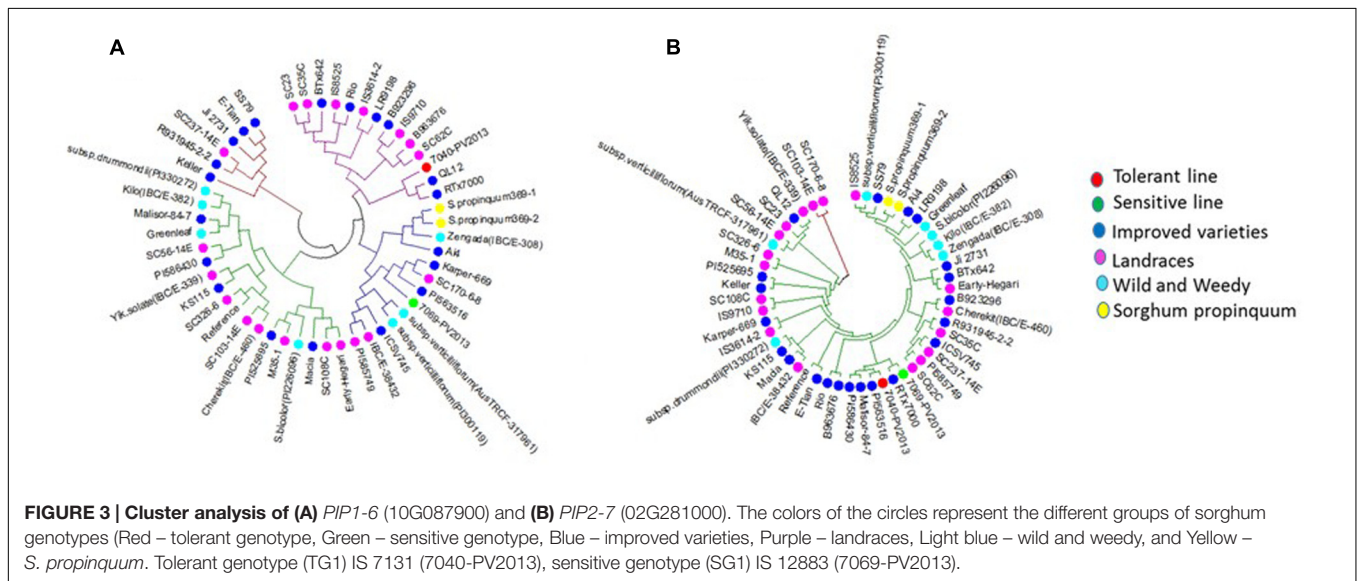 A
SS79
E-Tian
Ji 2731
SC237-14E
R931945-2-2
Keller
subsp.drummondii(PI330272)
Kilo(IBC/E-382)
Malisor-84-7
Greenleaf
SC56-14E
PI586430
Yik.solate(IBC/E-339)
KS115
SC326-6
Reference
SC103-14E
Cherekit(IBC/E-460)
PI525695
M35-1
S.bicolor(PI226096)
Macia
SC108C
Early-Hegari
PI585749
IBC/E-38432
ICSV745
subsp.verticilliflorum(PI300119)
subsp.verticilliflorum(AusTRCF-317961)
7069-PV2013
PI563516
SC170-6-8
Karper-669
Ai4
Zengada(IBC/E-308)
S.propinquum369-2
S.propinquum369-1
RTx7000
QL12
7040-PV2013
SC62C
B963676
IS9710
B923296
LR9198
IS3614-2
Rio
IS8525
BTx642
SC35C
SC23
B
IS8525
subsp.verticilliflorum(PI300119)
SS79
S.propinquum369-1
S.propinquum369-2
Ai4
LR9198
Greenleaf
S.bicolor(PI226096)
Kilo(IBC/E-382)
Zengada(IBC/E-308)
Ji 2731
BTx642
Early-Hegari
B923296
Cherekit(IBC/E-460)
R931945-2-2
SC35C
ICSV745
SC237-14E
PI585749
SC62C
7069-PV2013
RTx7000
7040-PV2013
PI563516
Malisor-84-7
PI586430
B963676
Rio
E-Tian
Reference
IBC/E-38432
Macia
KS115
subsp.drummondii(PI330272)
IS3614-2
Karper-669
IS9710
SC108C
Keller
PI525695
M35-1
SC326-6
subsp.verticilliflorum(AusTRCF-317961)
SC56-14E
SC23
QL12
Yik.solate(IBC/E-339)
SC103-14E
SC170-6-8
Tolerant line
Sensitive line
Improved varieties
Landraces
Wild and Weedy
Sorghum propinquum
FIGURE 3 | Cluster analysis of (A) PIP1-6 (10G087900) and (B) PIP2-7 (02G281000). The colors of the circles represent the different groups of sorghum
genotypes (Red – tolerant genotype, Green – sensitive genotype, Blue – improved varieties, Purple – landraces, Light blue – wild and weedy, and Yellow –
S. propinquum. Tolerant genotype (TG1) IS 7131 (7040-PV2013), sensitive genotype (SG1) IS 12883 (7069-PV2013).